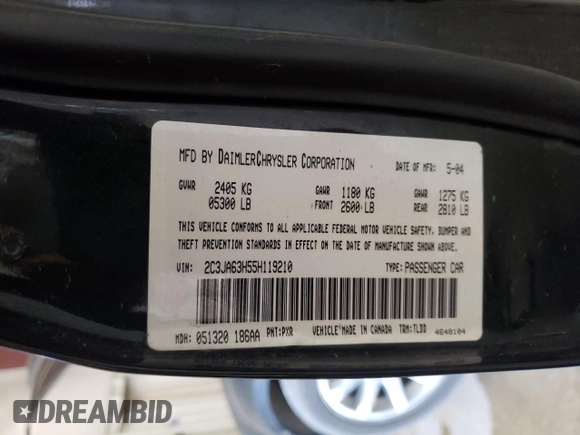 MFD BY DAIMLERCHRYSLER CORPORATION DATE OF MFR: 5-04
GVWR 2405 KG GAWR 1180 KG GAWR 1275 KG
05300 LB FRONT 2600 LB REAR 2810 LB
THIS VEHICLE CONFORMS TO ALL APPLICABLE FEDERAL MOTOR VEHICLE SAFETY, BUMPER AND
THEFT PREVENTION STANDARDS IN EFFECT ON THE DATE OF MANUFACTURE SHOWN ABOVE.
VIN: 2C3JA63H55H119210 TYPE: PASSENGER CAR
MDH: 051320 186AA PNT: PXR VEHICLE MADE IN CANADA TRM: TLDD 4648104
DREAMBID